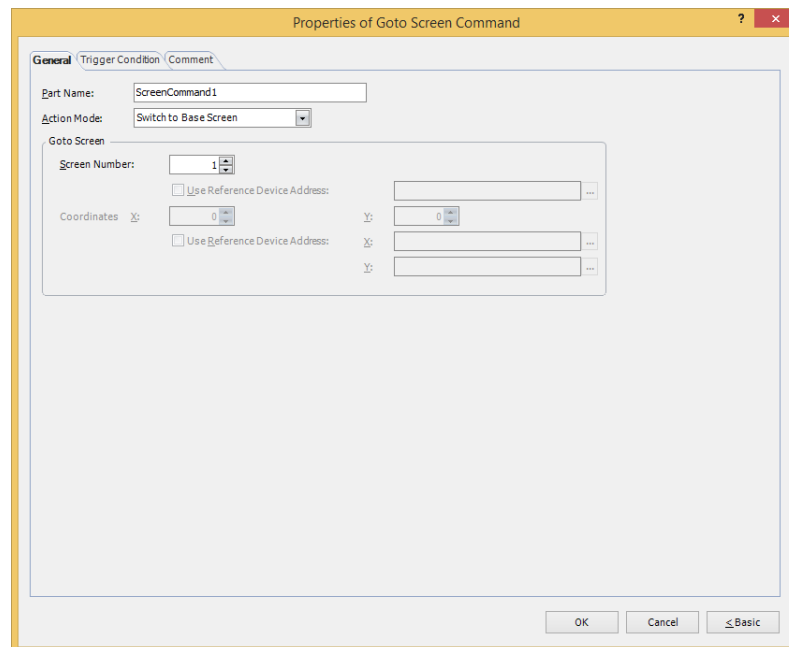 Properties of Goto Screen Command ? ×
General Trigger Condition Comment
Part Name: ScreenCommand1
Action Mode: Switch to Base Screen
Goto Screen
Screen Number: 1
Use Reference Device Address: ...
Coordinates X: 0 Y: 0
Use Reference Device Address: X: ...
Y: ...
OK Cancel < Basic